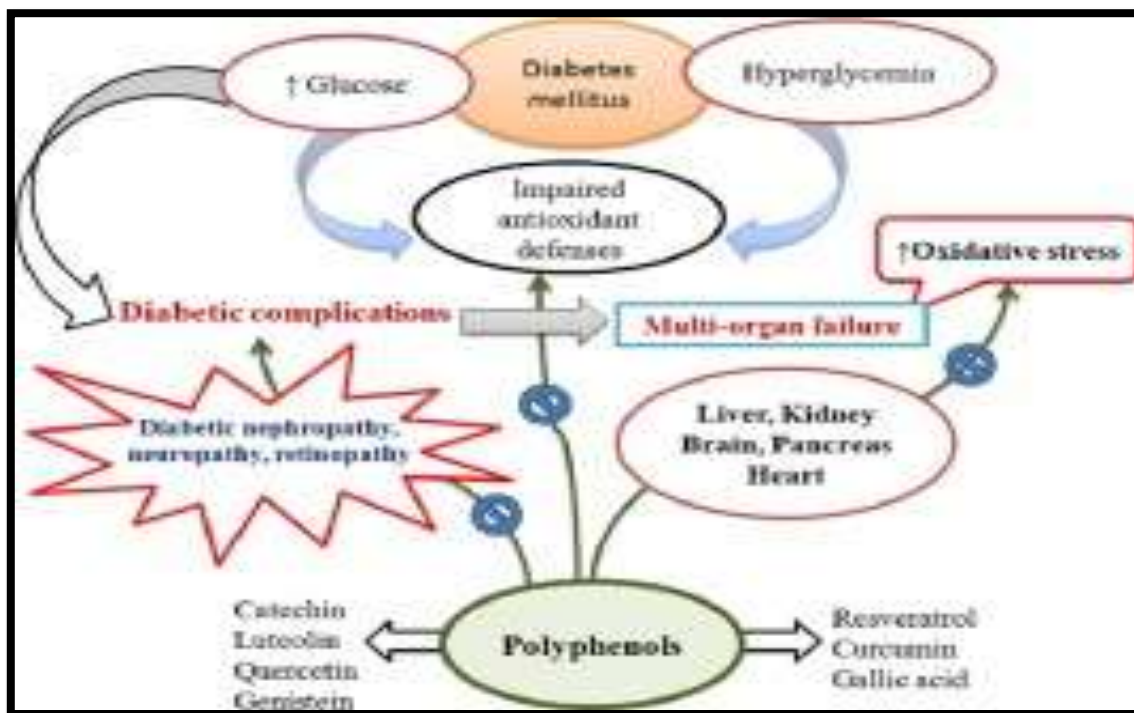 ↑ Glucose
Diabetes
mellitus
Hyperglycemin
Impaired
antioxidant
defenses
↑Oxidative stress
Diabetic complications
Multi-organ failure
Diabetic nephropathy,
neuropathy, retinopathy
Liver, Kidney
Brain, Pancreas
Heart
Catechin
Luteolin
Quercetin
Genistein
Polyphenols
Resveratrol
Curcumin
Gallic acid